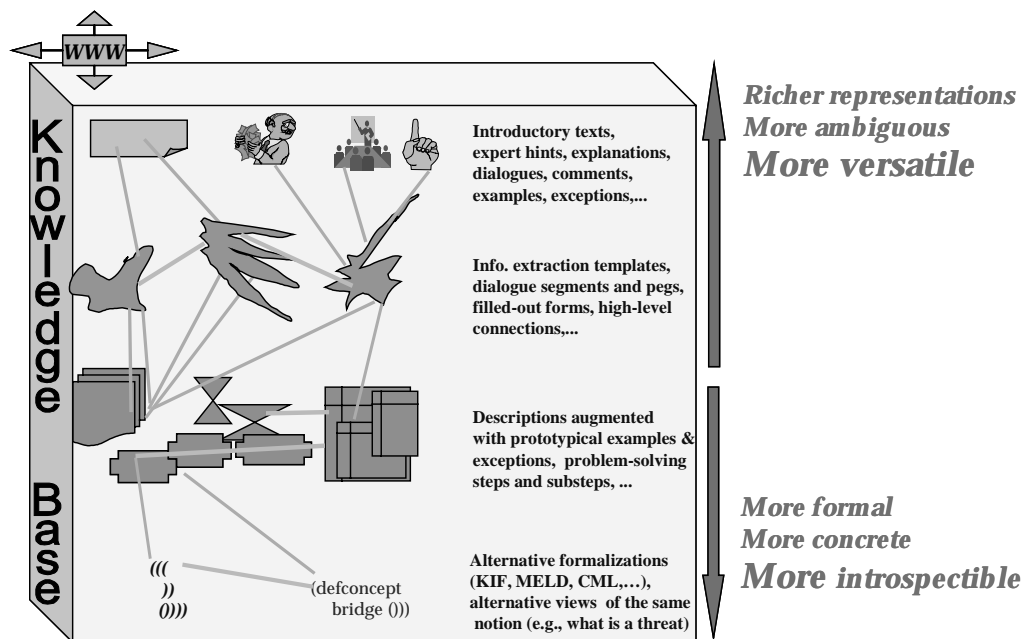 WWW
Knowledge Base
Introductory texts,
expert hints, explanations,
dialogues, comments,
examples, exceptions,...
Richer representations
More ambiguous
More versatile
Info. extraction templates,
dialogue segments and pegs,
filled-out forms, high-level
connections,...
Descriptions augmented
with prototypical examples &
exceptions, problem-solving
steps and substeps, ...
More formal
More concrete
More introspectible
(((
))
())))
(defconcept
bridge ()))
Alternative formalizations
(KIF, MELD, CML,…),
alternative views of the same
notion (e.g., what is a threat)